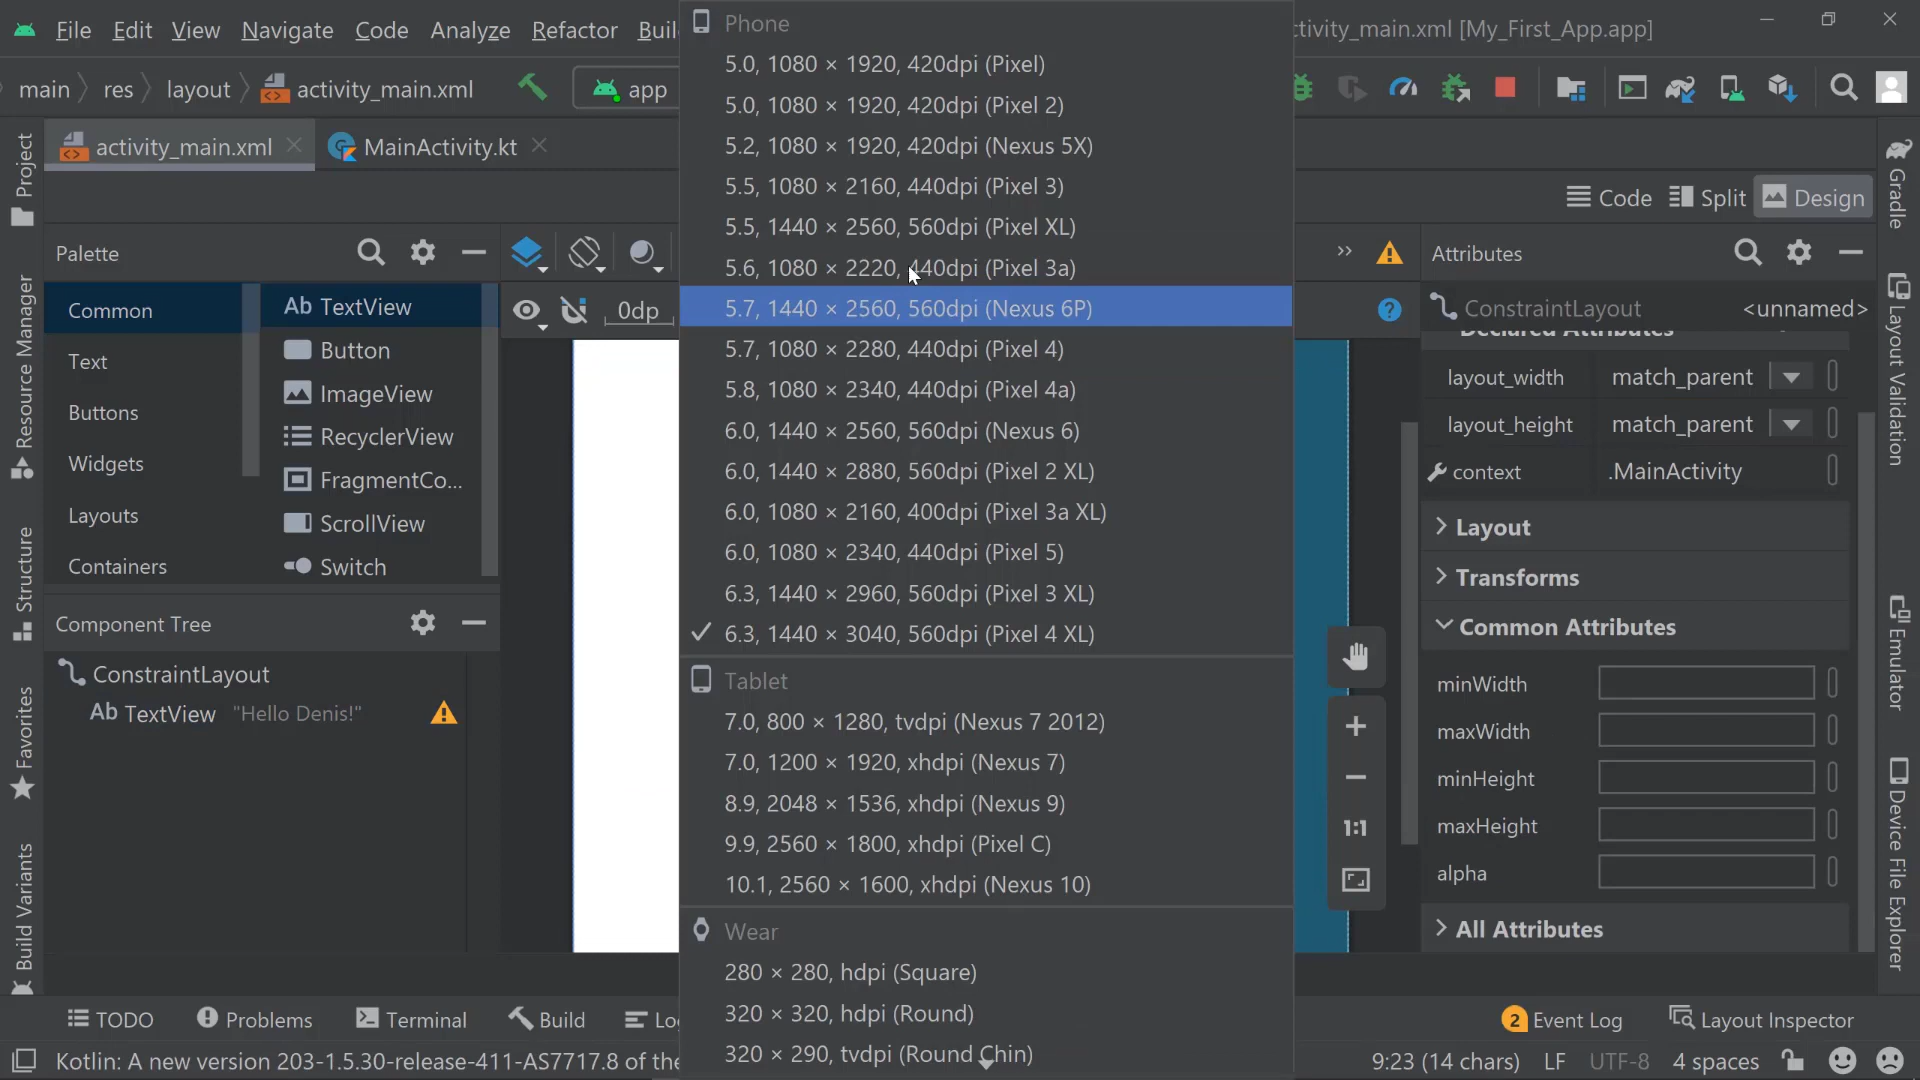 File Edit View Navigate Code Analyze Refactor
tivity_main.xml [My_First_App.app]
main res layout activity_main.xml app
activity_main.xml MainActivity.kt
Code Split Design
Project
Resource Manager
Structure
Favorites
Build Variants
Palette
Common
Text
Buttons
Widgets
Layouts
Containers
Ab TextView
Button
ImageView
RecyclerView
FragmentCo...
ScrollView
Switch
0dp
Component Tree
ConstraintLayout
Ab TextView "Hello Denis!"
Phone
5.0, 1080 × 1920, 420dpi (Pixel)
5.0, 1080 × 1920, 420dpi (Pixel 2)
5.2, 1080 × 1920, 420dpi (Nexus 5X)
5.5, 1080 × 2160, 440dpi (Pixel 3)
5.5, 1440 × 2560, 560dpi (Pixel XL)
5.6, 1080 × 2220, 440dpi (Pixel 3a)
5.7, 1440 × 2560, 560dpi (Nexus 6P)
5.7, 1080 × 2280, 440dpi (Pixel 4)
5.8, 1080 × 2340, 440dpi (Pixel 4a)
6.0, 1440 × 2560, 560dpi (Nexus 6)
6.0, 1440 × 2880, 560dpi (Pixel 2 XL)
6.0, 1080 × 2160, 400dpi (Pixel 3a XL)
6.0, 1080 × 2340, 440dpi (Pixel 5)
6.3, 1440 × 2960, 560dpi (Pixel 3 XL)
6.3, 1440 × 3040, 560dpi (Pixel 4 XL)
Tablet
7.0, 800 × 1280, tvdpi (Nexus 7 2012)
7.0, 1200 × 1920, xhdpi (Nexus 7)
8.9, 2048 × 1536, xhdpi (Nexus 9)
9.9, 2560 × 1800, xhdpi (Pixel C)
10.1, 2560 × 1600, xhdpi (Nexus 10)
Wear
280 × 280, hdpi (Square)
320 × 320, hdpi (Round)
320 × 290, tvdpi (Round Chin)
1:1
Attributes
ConstraintLayout <unnamed>
Declared Attributes
layout_width match_parent
layout_height match_parent
context .MainActivity
Layout
Transforms
Common Attributes
minWidth
maxWidth
minHeight
maxHeight
alpha
All Attributes
Gradle
Layout Validation
Emulator
Device File Explorer
TODO Problems Terminal Build
2 Event Log Layout Inspector
Kotlin: A new version 203-1.5.30-release-411-AS7717.8 of the
9:23 (14 chars) LF UTF-8 4 spaces